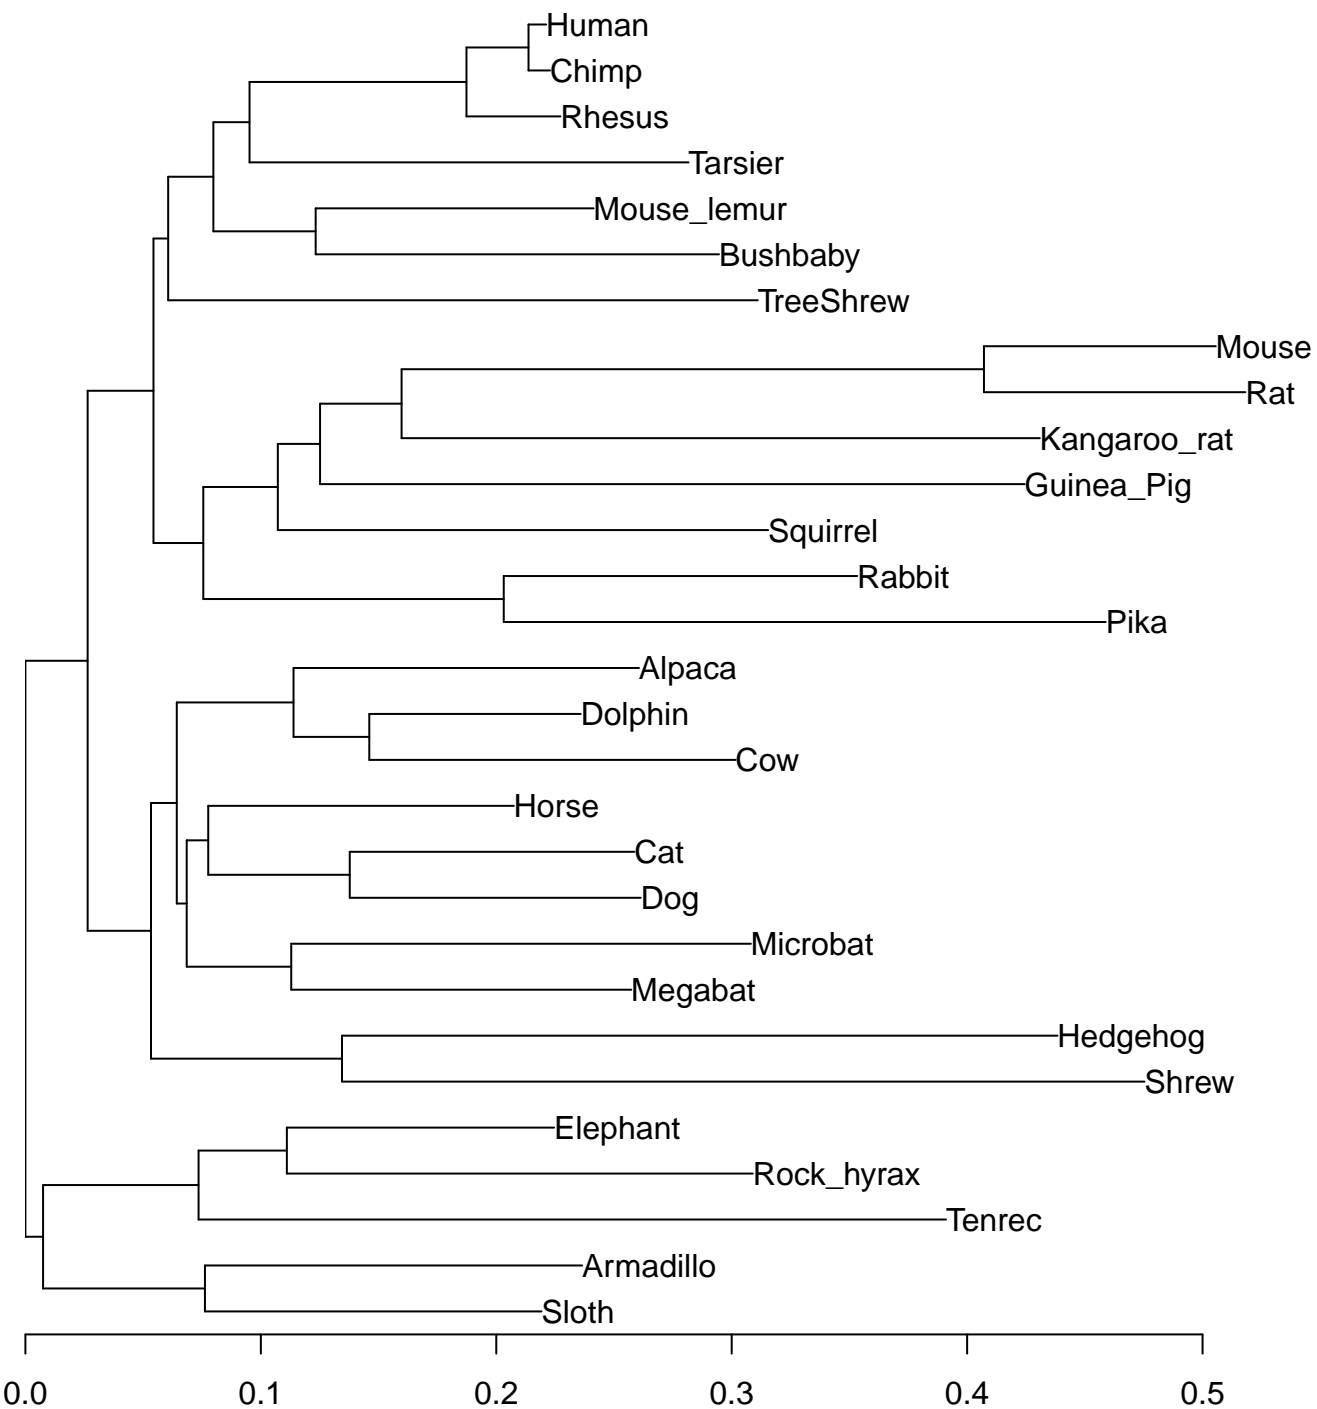 Human
Chimp
Rhesus
Tarsier
Mouse_lemur
Bushbaby
TreeShrew
Mouse
Rat
Kangaroo_rat
Guinea_Pig
Squirrel
Rabbit
Pika
Alpaca
Dolphin
Cow
Horse
Cat
Dog
Microbat
Megabat
Hedgehog
Shrew
Elephant
Rock_hyrax
Tenrec
Armadillo
Sloth
0.0 0.1 0.2 0.3 0.4 0.5